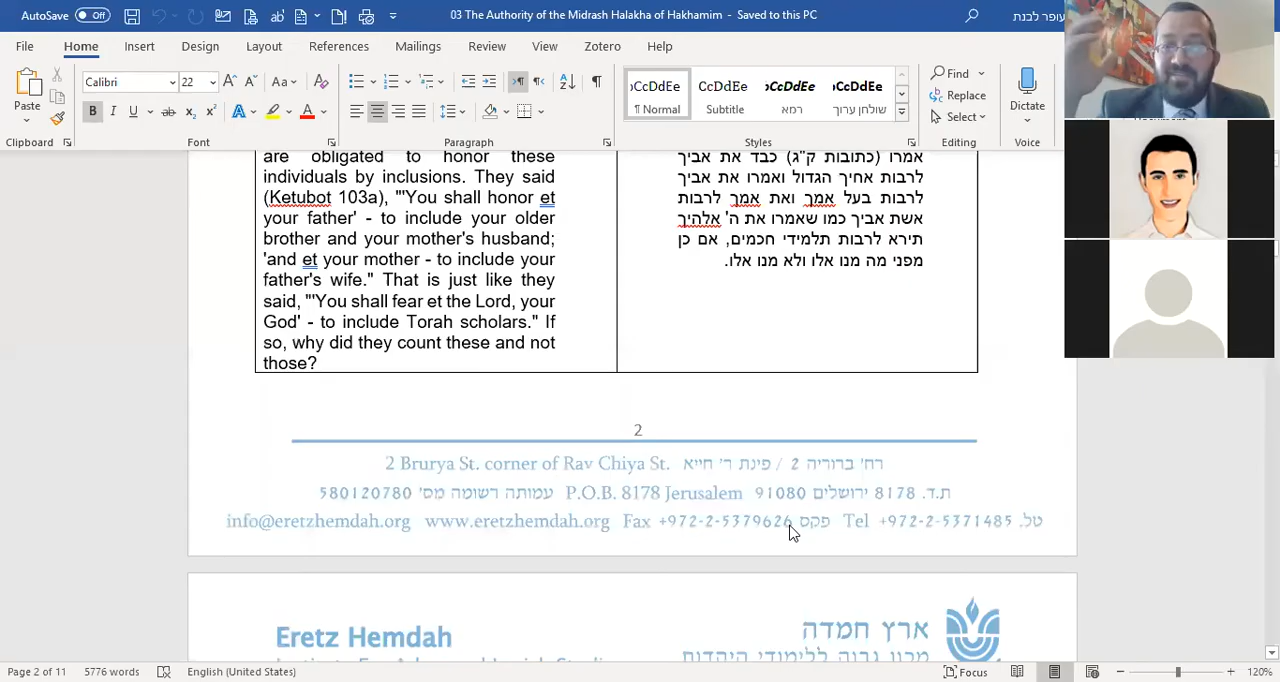 AutoSave Off
03 The Authority of the Midrash Halakha of Hakhamim - Saved to this PC
עופר לבנת
File Home Insert Design Layout References Mailings Review View Zotero Help
Calibri 22
Paste
Find
Replace
Select
Dictate
AaBbCcDdEe
¶ Normal
Subtitle
רמא
שולחן ערוך
Clipboard Font Paragraph Styles Editing Voice
are obligated to honor these
individuals by inclusions. They said
(Ketubot 103a), "'You shall honor et
your father' - to include your older
brother and your mother's husband;
'and et your mother - to include your
father's wife." That is just like they
said, "'You shall fear et the Lord, your
God' - to include Torah scholars." If
so, why did they count these and not
those?
אמרו (כתובות ק"ג) כבד את אביך
לרבות אחיך הגדול ואמרו את אביך
לרבות בעל אמך ואת אמך לרבות
אשת אביך כמו שאמרו את ה' אלהיך
תירא לרבות תלמידי חכמים, אם כן
מפני מה מנו אלו ולא מנו אלו.
2
2 Brurya St. corner of Rav Chiya St. רח' ברוריה 2 / פינת ר' חייא
ת.ד. 8178 ירושלים 91080 P.O.B. 8178 Jerusalem עמותה רשומה מס' 580120780
info@eretzhemdah.org www.eretzhemdah.org Fax +972-2-5379626 פקס Tel +972-2-5371485 טל.
Eretz Hemdah
ארץ חמדה
מכון גבוה ללימודי היהדות
Page 2 of 11 5776 words English (United States) Focus 120%